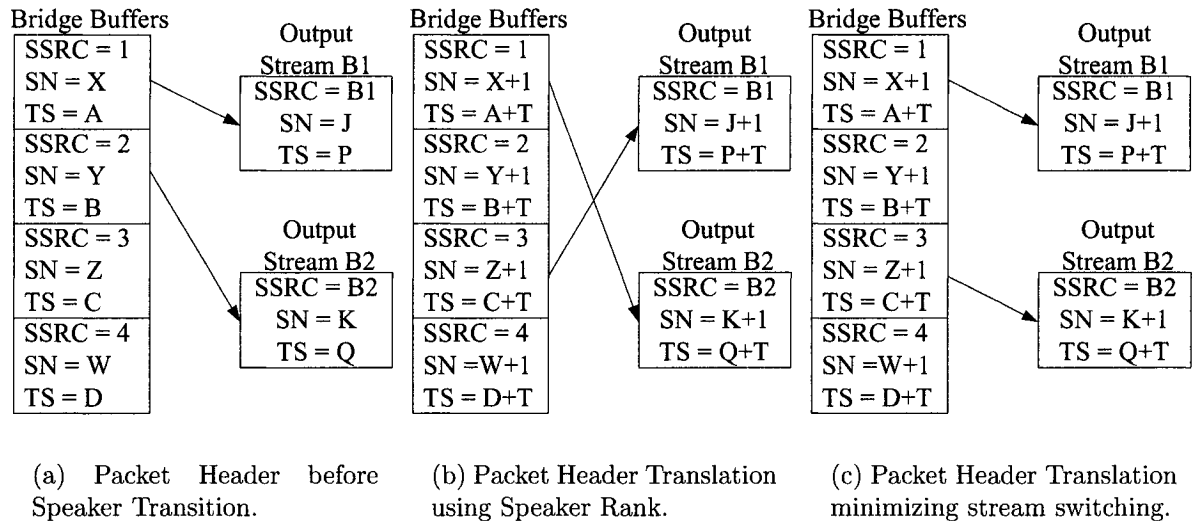 Bridge Buffers
SSRC = 1
SN = X
TS = A
SSRC = 2
SN = Y
TS = B
SSRC = 3
SN = Z
TS = C
SSRC = 4
SN = W
TS = D
Output
Stream B1
SSRC = B1
SN = J
TS = P
Output
Stream B2
SSRC = B2
SN = K
TS = Q
(a) Packet Header before
Speaker Transition.
Bridge Buffers
SSRC = 1
SN = X+1
TS = A+T
SSRC = 2
SN = Y+1
TS = B+T
SSRC = 3
SN = Z+1
TS = C+T
SSRC = 4
SN =W+1
TS = D+T
Output
Stream B1
SSRC = B1
SN = J+1
TS = P+T
Output
Stream B2
SSRC = B2
SN = K+1
TS = Q+T
(b) Packet Header Translation
using Speaker Rank.
Bridge Buffers
SSRC = 1
SN = X+1
TS = A+T
SSRC = 2
SN = Y+1
TS = B+T
SSRC = 3
SN = Z+1
TS = C+T
SSRC = 4
SN =W+1
TS = D+T
Output
Stream B1
SSRC = B1
SN = J+1
TS = P+T
Output
Stream B2
SSRC = B2
SN = K+1
TS = Q+T
(c) Packet Header Translation
minimizing stream switching.